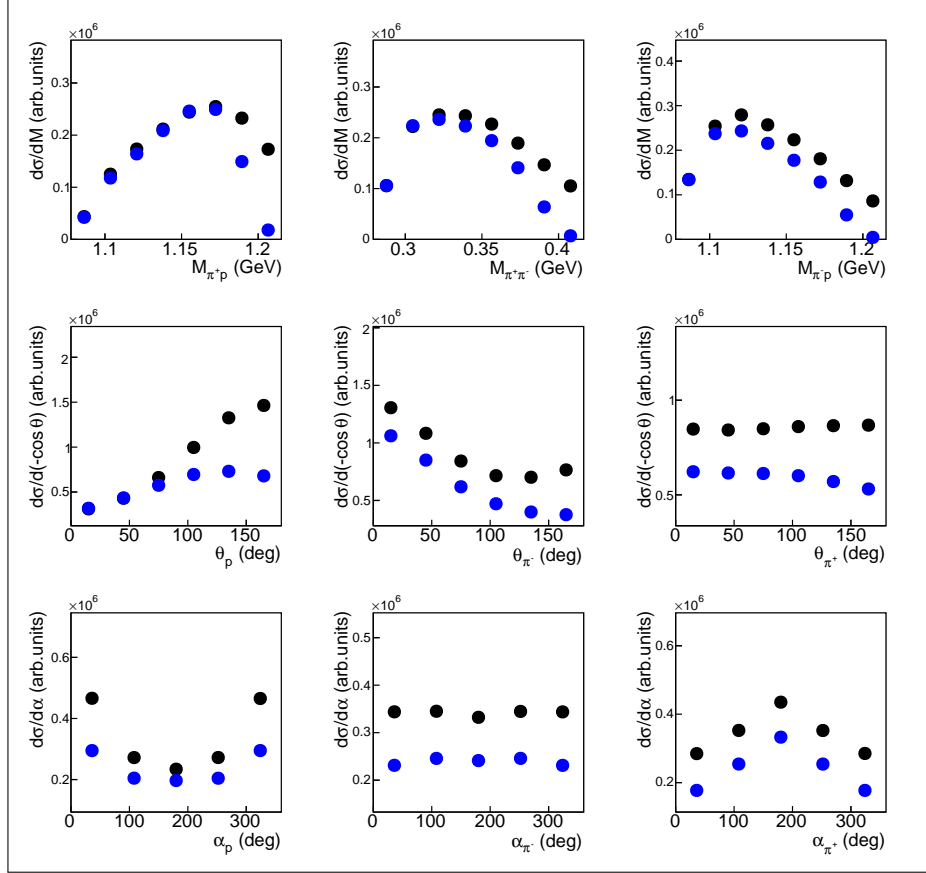 ×10⁶
dσ/dM (arb.units)
0.3
0.2
0.1
0
1.1 1.15 1.2
M_π⁺p (GeV)
×10⁶
dσ/dM (arb.units)
0.3
0.2
0.1
0
0.3 0.35 0.4
M_π⁺π⁻ (GeV)
×10⁶
dσ/dM (arb.units)
0.4
0.3
0.2
0.1
0
1.1 1.15 1.2
M_π⁻p (GeV)
×10⁶
dσ/d(-cos θ) (arb.units)
2
1.5
1
0.5
0 50 100 150
θ_p (deg)
×10⁶
dσ/d(-cos θ) (arb.units)
2
1.5
1
0.5
0 50 100 150
θ_π⁻ (deg)
×10⁶
dσ/d(-cos θ) (arb.units)
1
0.5
0 50 100 150
θ_π⁺ (deg)
×10⁶
dσ/dα (arb.units)
0.6
0.4
0.2
0 100 200 300
α_p (deg)
×10⁶
dσ/dα (arb.units)
0.5
0.4
0.3
0.2
0 100 200 300
α_π⁻ (deg)
×10⁶
dσ/dα (arb.units)
0.6
0.4
0.2
0 100 200 300
α_π⁺ (deg)